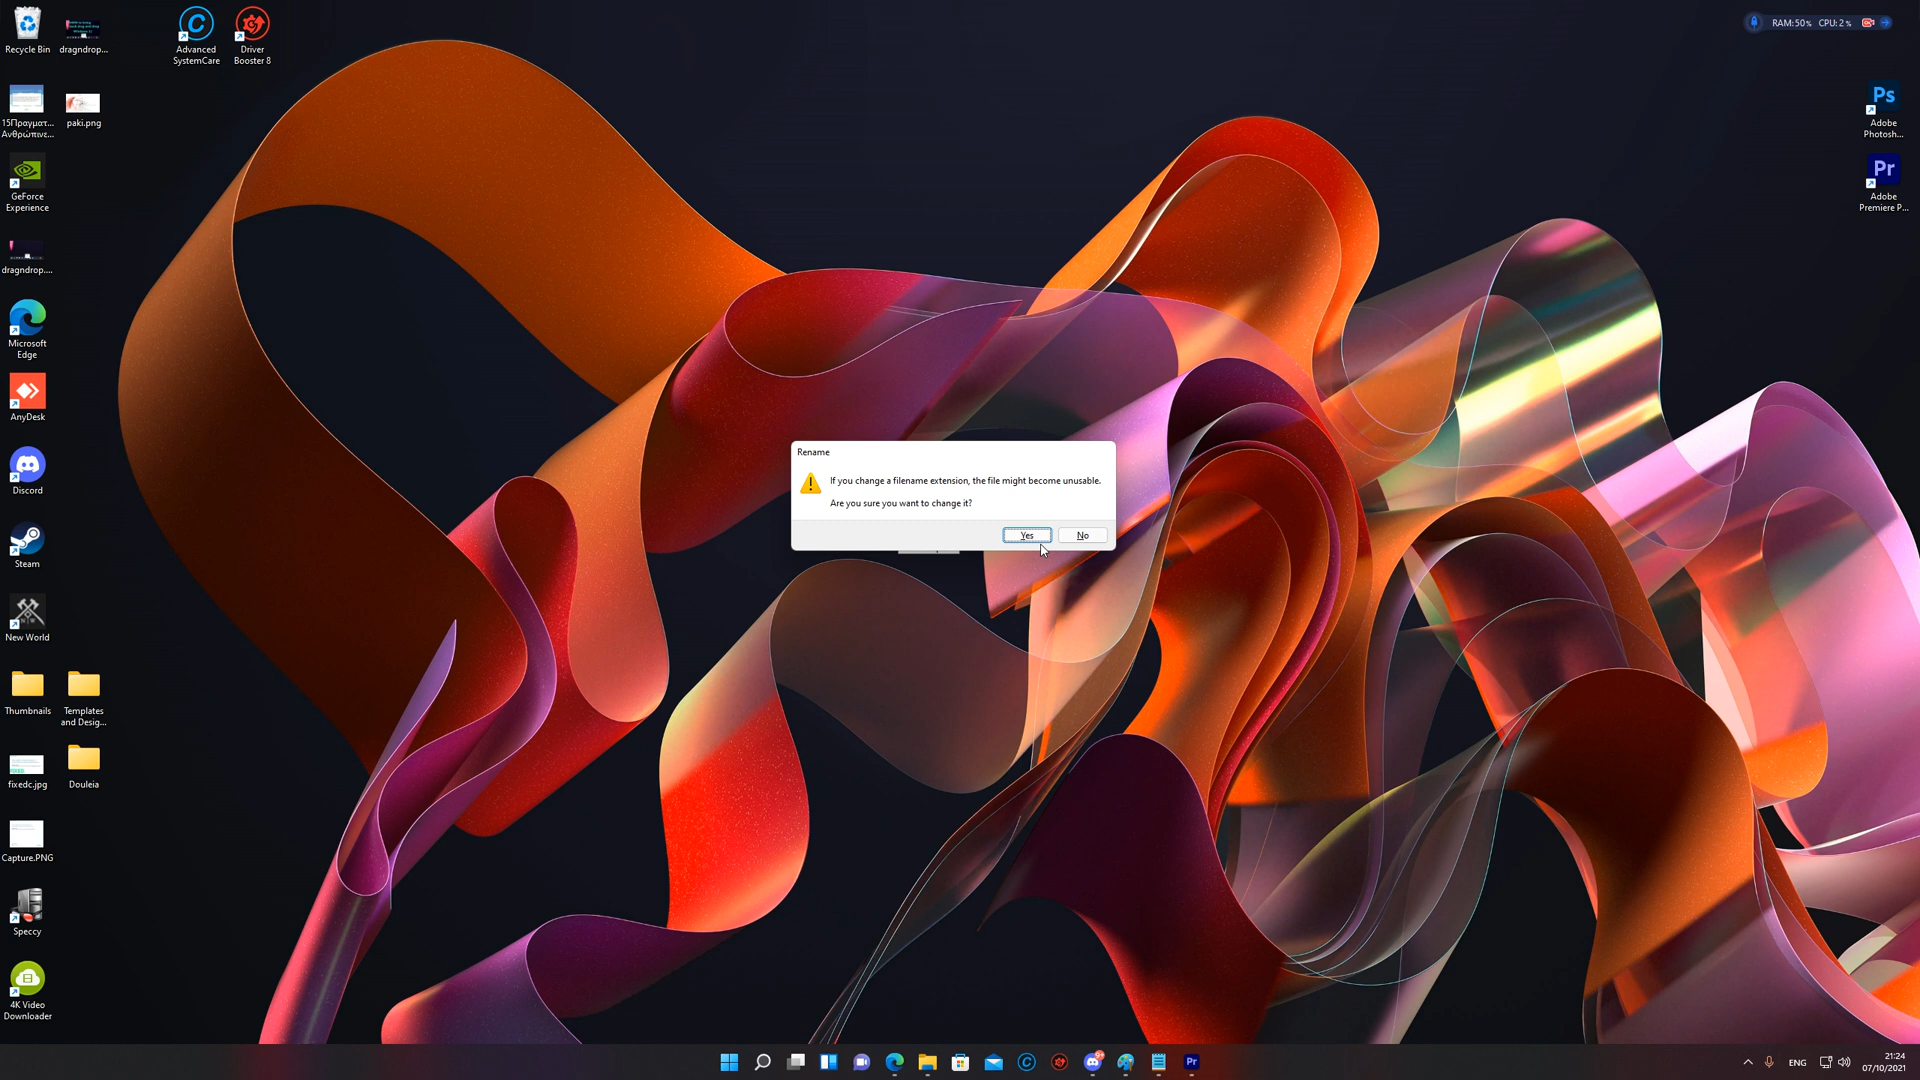 Recycle Bin
dragndrop...
Advanced
SystemCare
Driver
Booster 8
RAM:50% CPU: 2%
15Πραγματ...
Ανθρώπινε...
paki.png
Ps
Adobe
Photosh...
GeForce
Experience
Pr
Adobe
Premiere P...
dragndrop....
Microsoft
Edge
AnyDesk
Discord
Rename
If you change a filename extension, the file might become unusable.
Are you sure you want to change it?
Yes
No
Steam
New World
Thumbnails
Templates
and Desig...
fixedc.jpg
Douleia
Capture.PNG
Speccy
4K Video
Downloader
Pr
ENG
21:24
07/10/2021